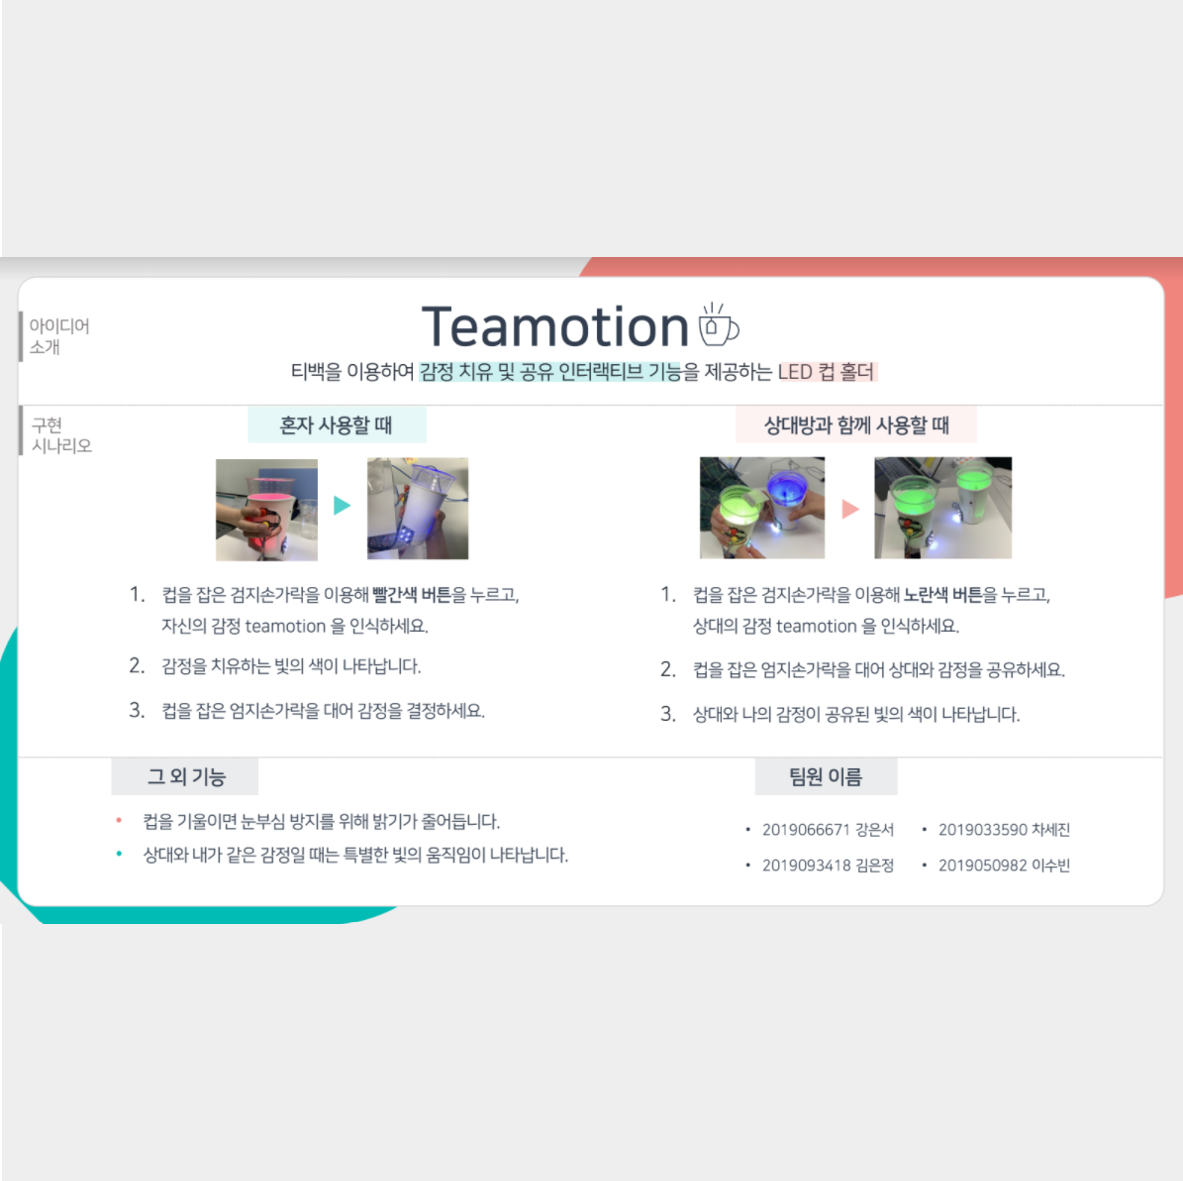 아이디어
소개
Teamotion
티백을 이용하여 감정 치유 및 공유 인터랙티브 기능을 제공하는 LED 컵 홀더
구현
시나리오
혼자 사용할 때
1. 컵을 잡은 검지손가락을 이용해 빨간색 버튼을 누르고,
자신의 감정 teamotion 을 인식하세요.
2. 감정을 치유하는 빛의 색이 나타납니다.
3. 컵을 잡은 엄지손가락을 대어 감정을 결정하세요.
상대방과 함께 사용할 때
1. 컵을 잡은 검지손가락을 이용해 노란색 버튼을 누르고,
상대의 감정 teamotion 을 인식하세요.
2. 컵을 잡은 엄지손가락을 대어 상대와 감정을 공유하세요.
3. 상대와 나의 감정이 공유된 빛의 색이 나타납니다.
그 외 기능
• 컵을 기울이면 눈부심 방지를 위해 밝기가 줄어듭니다.
• 상대와 내가 같은 감정일 때는 특별한 빛의 움직임이 나타납니다.
팀원 이름
• 2019066671 강은서 • 2019033590 차세진
• 2019093418 김은정 • 2019050982 이수빈